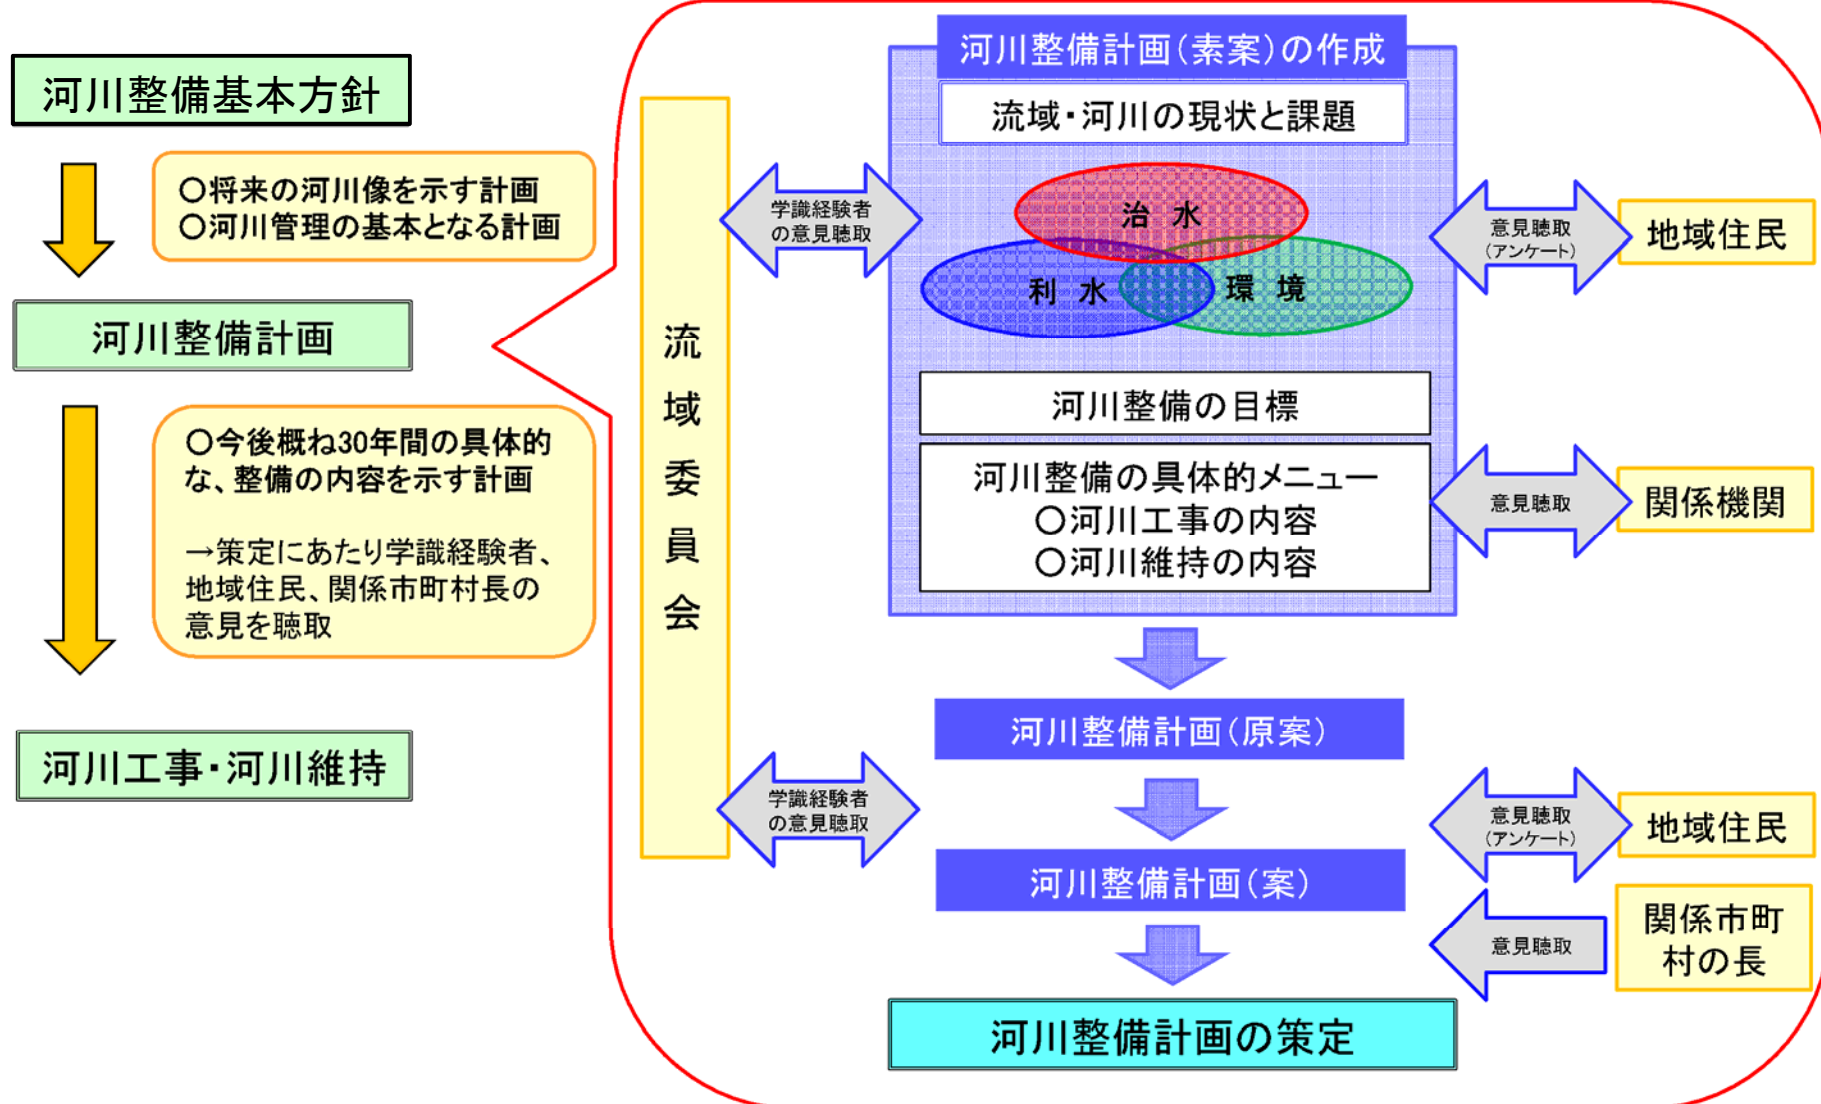 河川整備基本方針
○将来の河川像を示す計画
○河川管理の基本となる計画
河川整備計画
○今後概ね30年間の具体的
な、整備の内容を示す計画
→策定にあたり学識経験者、
地域住民、関係市町村長の
意見を聴取
河川工事・河川維持
流域委員会
学識経験者
の意見聴取
学識経験者
の意見聴取
河川整備計画(素案)の作成
流域・河川の現状と課題
治 水
利 水
環 境
河川整備の目標
河川整備の具体的メニュー
○河川工事の内容
○河川維持の内容
河川整備計画(原案)
河川整備計画(案)
河川整備計画の策定
意見聴取
(アンケート)
地域住民
意見聴取
関係機関
意見聴取
(アンケート)
地域住民
意見聴取
関係市町
村の長